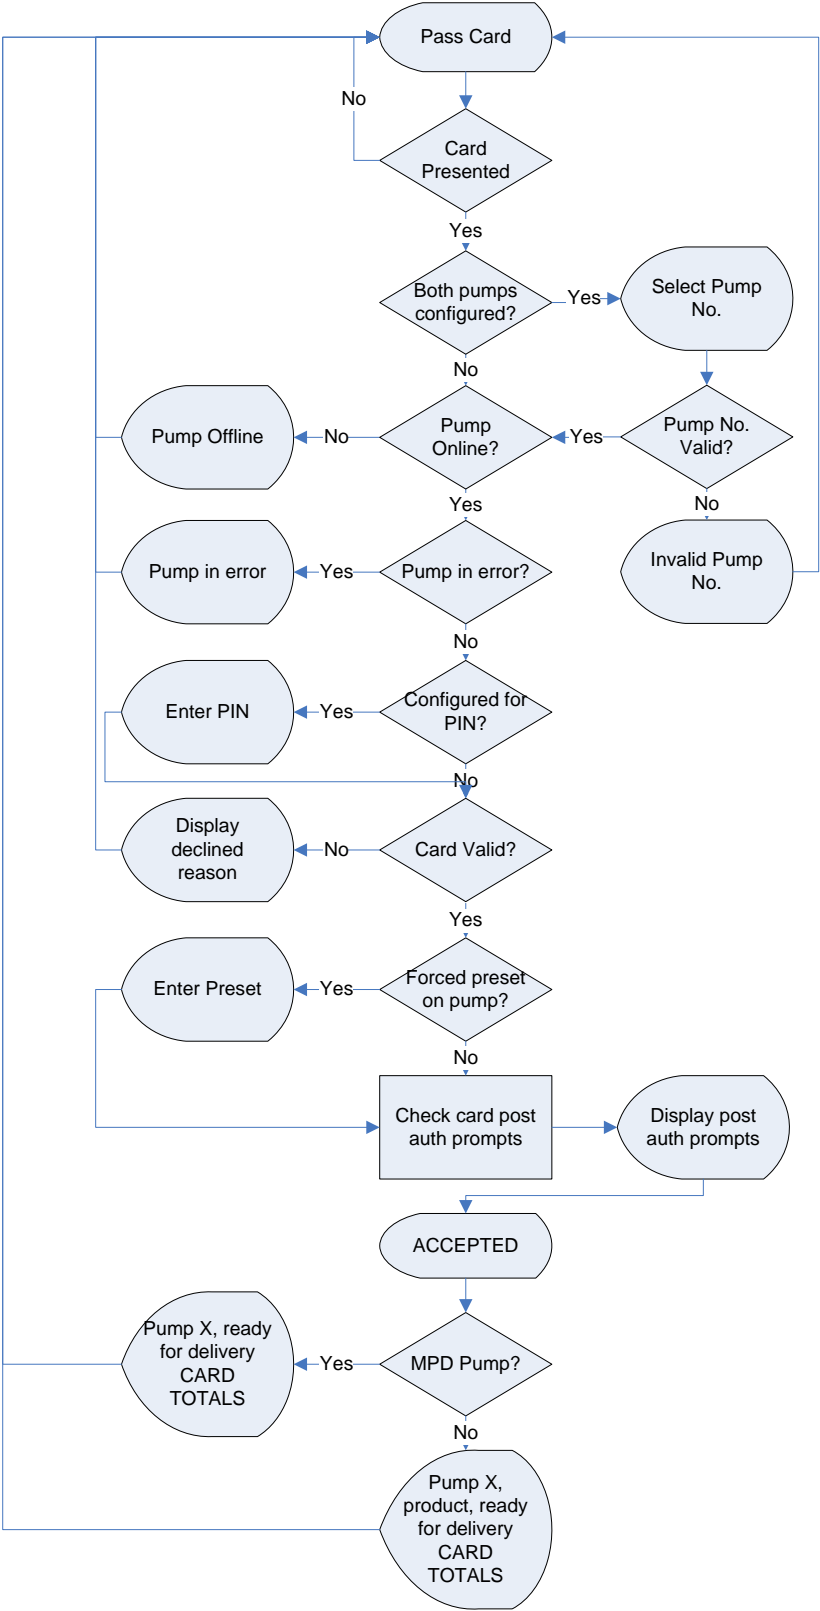 Pass Card
No
Card
Presented
Yes
Both pumps
configured?
Yes
Select Pump
No.
No
Pump Offline
No
Pump
Online?
Yes
Pump No.
Valid?
Yes
No
Pump in error
Yes
Pump in error?
Invalid Pump
No.
No
Enter PIN
Yes
Configured for
PIN?
No
Display
declined
reason
No
Card Valid?
Yes
Enter Preset
Yes
Forced preset
on pump?
No
Check card post
auth prompts
Display post
auth prompts
ACCEPTED
Pump X, ready
for delivery
CARD
TOTALS
Yes
MPD Pump?
No
Pump X,
product, ready
for delivery
CARD
TOTALS